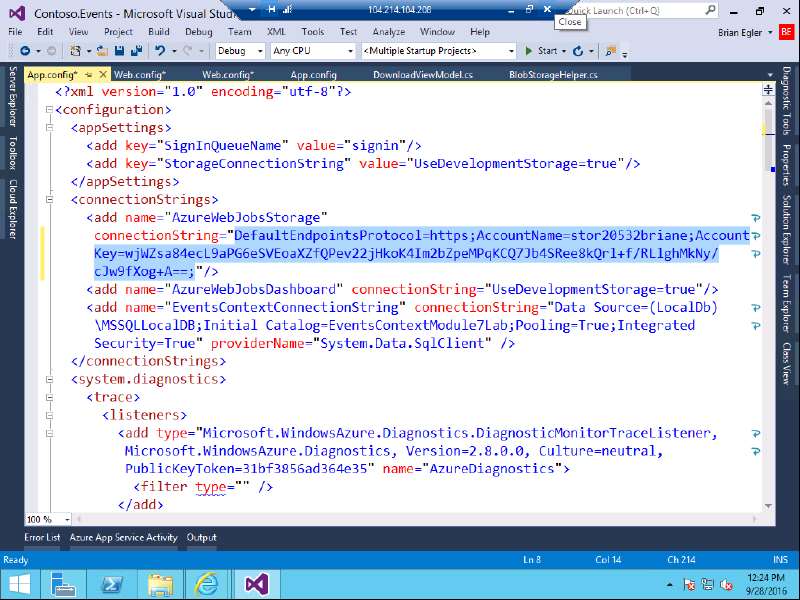 Contoso.Events - Microsoft Visual Stud
104.214.104.208
Quick Launch (Ctrl+Q)
Close
File Edit View Project Build Debug Team XML Tools Test Analyze Window Help
Brian Egler BE
Debug Any CPU <Multiple Startup Projects> Start
App.config* Web.config* Web.config* App.config DownloadViewModel.cs BlobStorageHelper.cs
Server Explorer
Toolbox
Cloud Explorer
<?xml version="1.0" encoding="utf-8"?>
<configuration>
<appSettings>
<add key="SignInQueueName" value="signin"/>
<add key="StorageConnectionString" value="UseDevelopmentStorage=true"/>
</appSettings>
<connectionStrings>
<add name="AzureWebJobsStorage"
connectionString="DefaultEndpointsProtocol=https;AccountName=stor20532briane;Account
Key=
"/>
<add name="AzureWebJobsDashboard" connectionString="UseDevelopmentStorage=true"/>
<add name="EventsContextConnectionString" connectionString="Data Source=(LocalDb)
\MSSQLLocalDB;Initial Catalog=EventsContextModule7Lab;Pooling=True;Integrated
Security=True" providerName="System.Data.SqlClient" />
</connectionStrings>
<system.diagnostics>
<trace>
<listeners>
<add type="Microsoft.WindowsAzure.Diagnostics.DiagnosticMonitorTraceListener,
Microsoft.WindowsAzure.Diagnostics, Version=2.8.0.0, Culture=neutral,
PublicKeyToken=31bf3856ad364e35" name="AzureDiagnostics">
<filter type="" />
</add>
Diagnostic Tools
Properties
Solution Explorer
Team Explorer
Class View
100 %
Error List Azure App Service Activity Output
Ready Ln 8 Col 14 Ch 214 INS
12:24 PM
9/28/2016